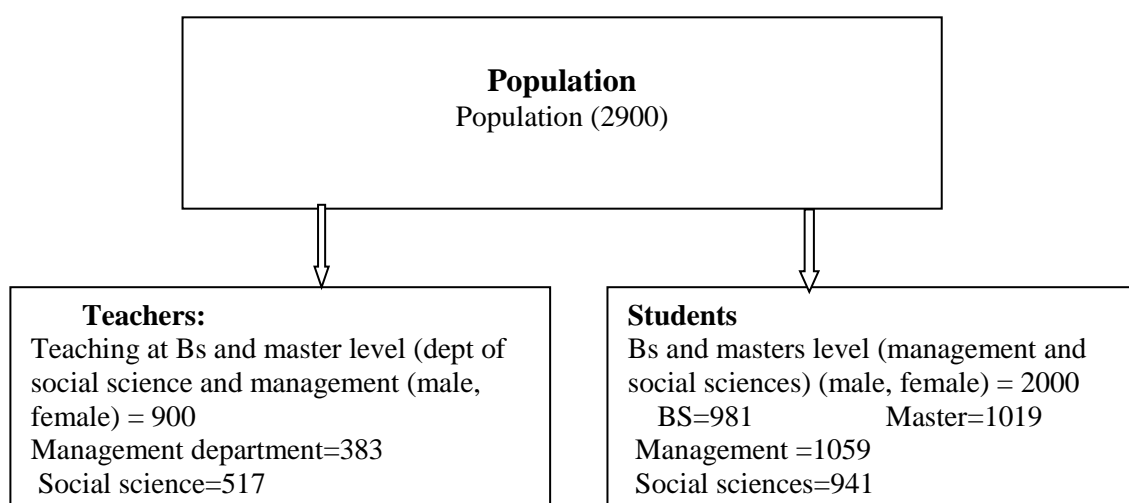 Population
Population (2900)
Teachers:
Teaching at Bs and master level (dept of
social science and management (male,
female) = 900
Management department=383
Social science=517
Students
Bs and masters level (management and
social sciences) (male, female) = 2000
BS=981 Master=1019
Management =1059
Social sciences=941